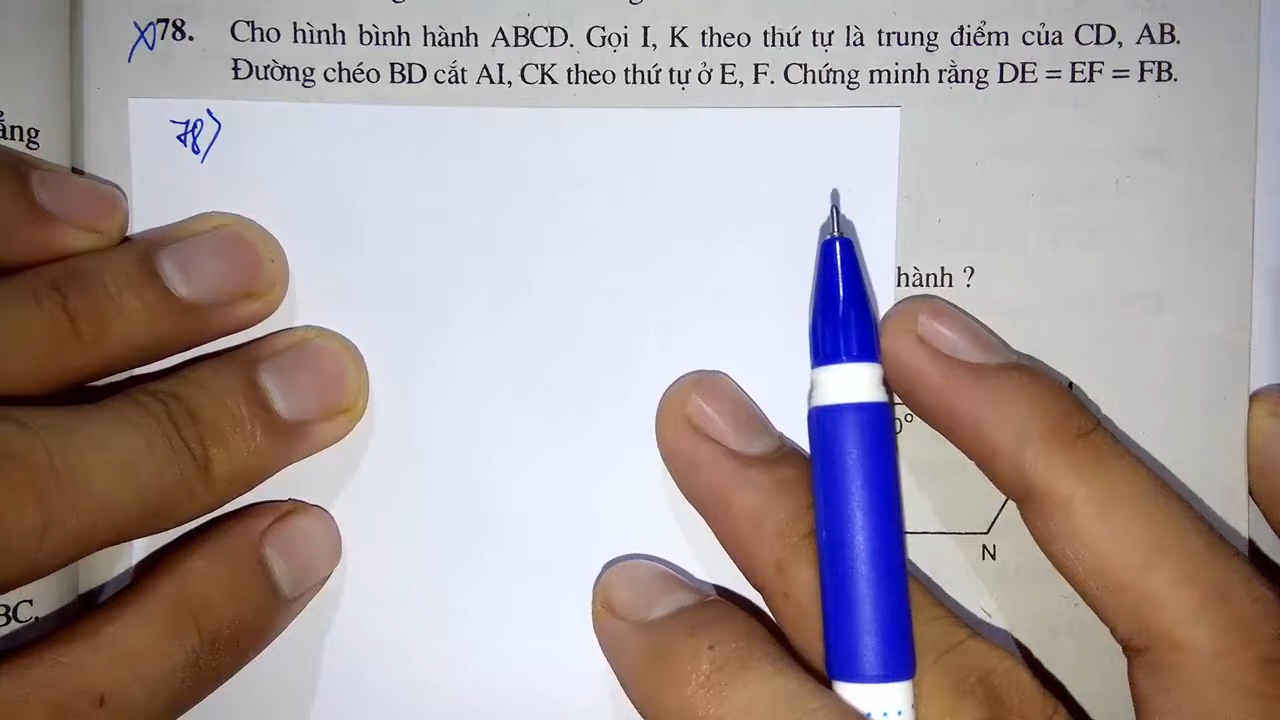 78. Cho hình bình hành ABCD. Gọi I, K theo thứ tự là trung điểm của CD, AB.
Đường chéo BD cắt AI, CK theo thứ tự ở E, F. Chứng minh rằng DE = EF = FB.
78)
hành ?
N
BC.